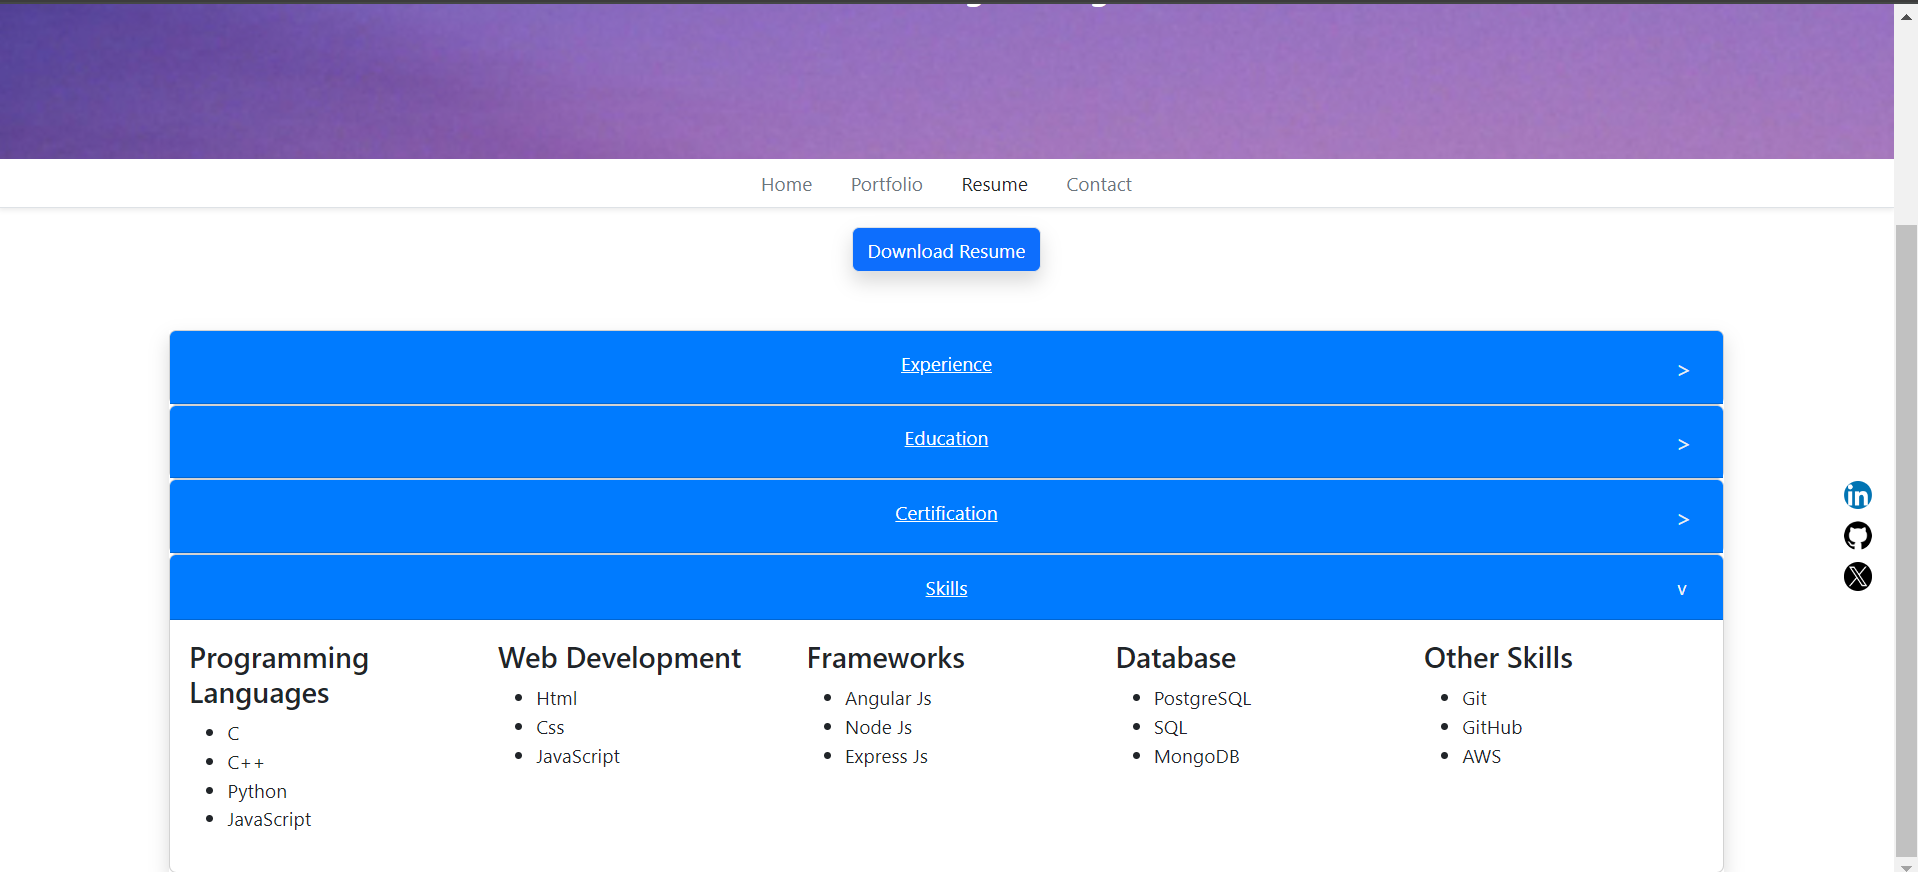 Home Portfolio Resume Contact
Download Resume
Experience >
Education >
Certification >
Skills v
Programming
Languages
C
C++
Python
JavaScript
Web Development
Html
Css
JavaScript
Frameworks
Angular Js
Node Js
Express Js
Database
PostgreSQL
SQL
MongoDB
Other Skills
Git
GitHub
AWS
in
X